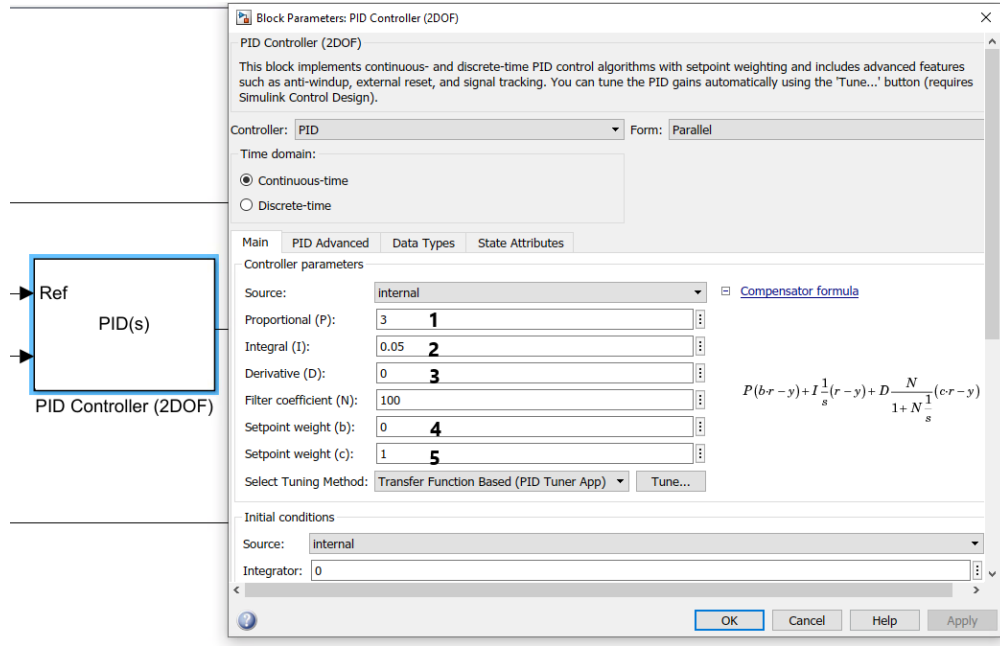 Block Parameters: PID Controller (2DOF)
PID Controller (2DOF)
This block implements continuous- and discrete-time PID control algorithms with setpoint weighting and includes advanced features
such as anti-windup, external reset, and signal tracking. You can tune the PID gains automatically using the 'Tune...' button (requires
Simulink Control Design).
Controller: PID Form: Parallel
Time domain:
Continuous-time
Discrete-time
Main PID Advanced Data Types State Attributes
Controller parameters
Source: internal Compensator formula
Proportional (P): 3 1
Integral (I): 0.05 2
Derivative (D): 0 3
Filter coefficient (N): 100
P(b·r − y) + I 1/s (r − y) + D N/(1 + N 1/s) (c·r − y)
Setpoint weight (b): 0 4
Setpoint weight (c): 1 5
Select Tuning Method: Transfer Function Based (PID Tuner App) Tune...
Initial conditions
Source: internal
Integrator: 0
OK Cancel Help Apply
Ref
PID(s)
PID Controller (2DOF)